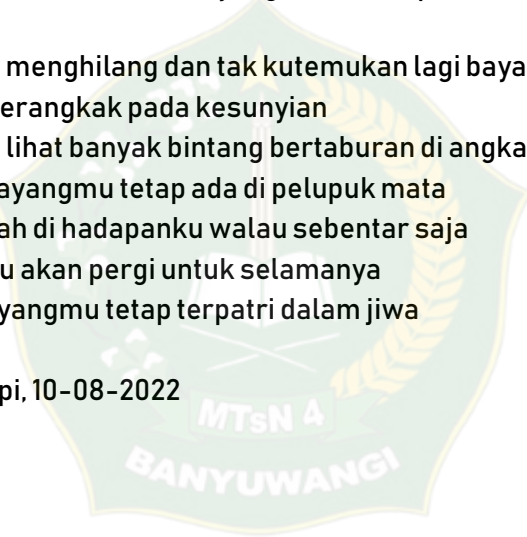 menghilang dan tak kutemukan lagi baya
erangkak pada kesunyian
lihat banyak bintang bertaburan di angka
ayangmu tetap ada di pelupuk mata
ah di hadapanku walau sebentar saja
u akan pergi untuk selamanya
yangmu tetap terpatri dalam jiwa
pi, 10-08-2022
MTsN 4
BANYUWANGI